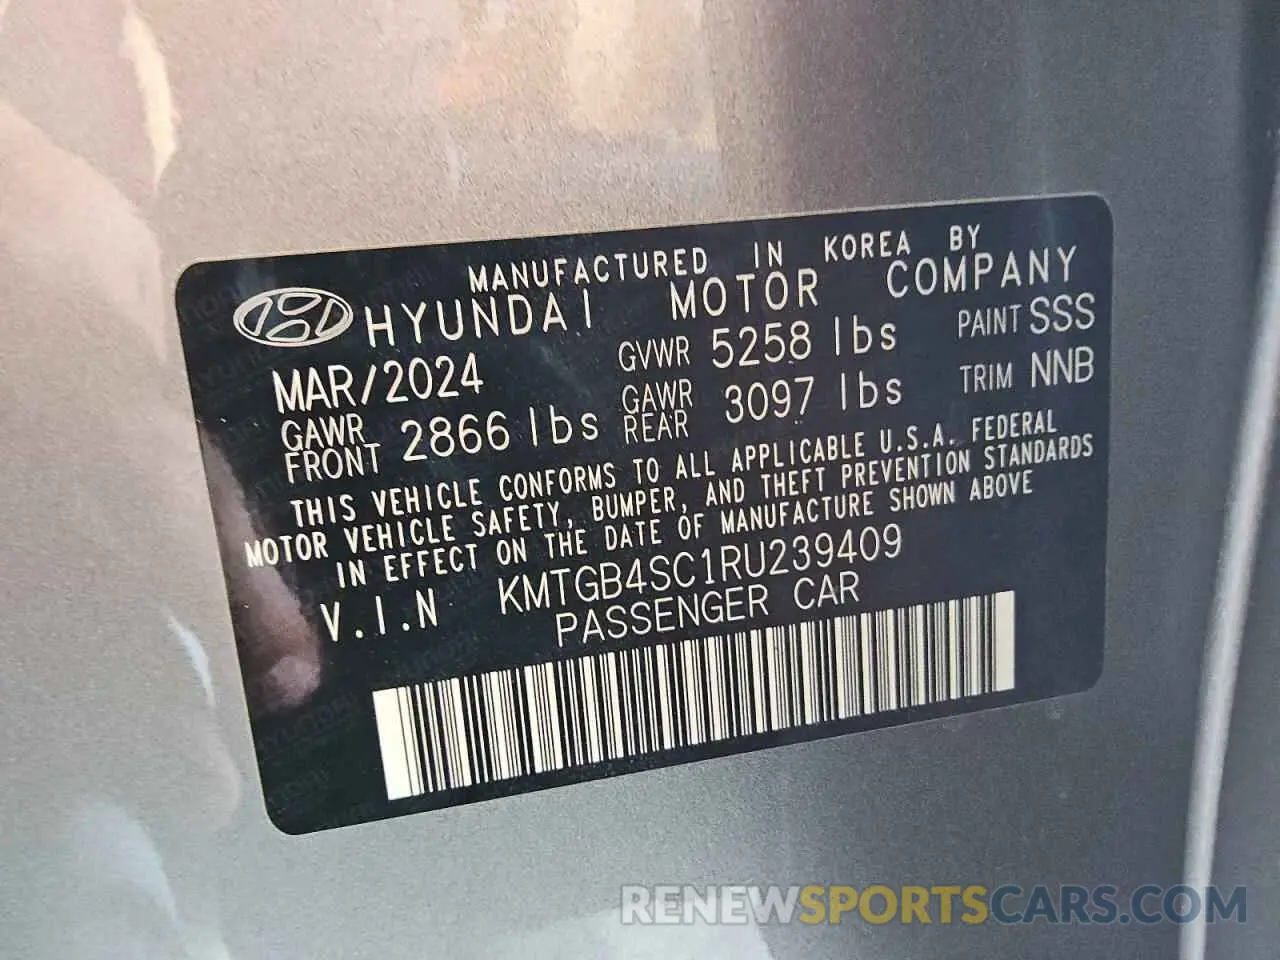 MANUFACTURED IN KOREA BY
HYUNDAI MOTOR COMPANY
MAR/2024 GVWR 5258 lbs PAINT SSS
GAWR FRONT 2866 lbs GAWR REAR 3097 lbs TRIM NNB
THIS VEHICLE CONFORMS TO ALL APPLICABLE U.S.A. FEDERAL
MOTOR VEHICLE SAFETY, BUMPER, AND THEFT PREVENTION STANDARDS
IN EFFECT ON THE DATE OF MANUFACTURE SHOWN ABOVE
V.I.N KMTGB4SC1RU239409
PASSENGER CAR
RENEWSPORTSCARS.COM